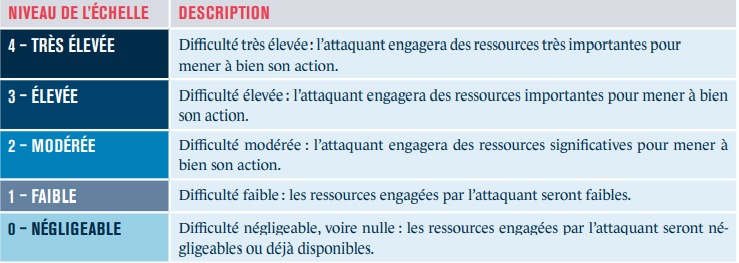 NIVEAU DE L'ÉCHELLE DESCRIPTION
4 – TRÈS ÉLEVÉE Difficulté très élevée : l'attaquant engagera des ressources très importantes pour
mener à bien son action.
3 – ÉLEVÉE Difficulté élevée : l'attaquant engagera des ressources importantes pour mener à bien
son action.
2 – MODÉRÉE Difficulté modérée : l'attaquant engagera des ressources significatives pour mener à
bien son action.
1 – FAIBLE Difficulté faible : les ressources engagées par l'attaquant seront faibles.
0 – NÉGLIGEABLE Difficulté négligeable, voire nulle : les ressources engagées par l'attaquant seront né-
gligeables ou déjà disponibles.